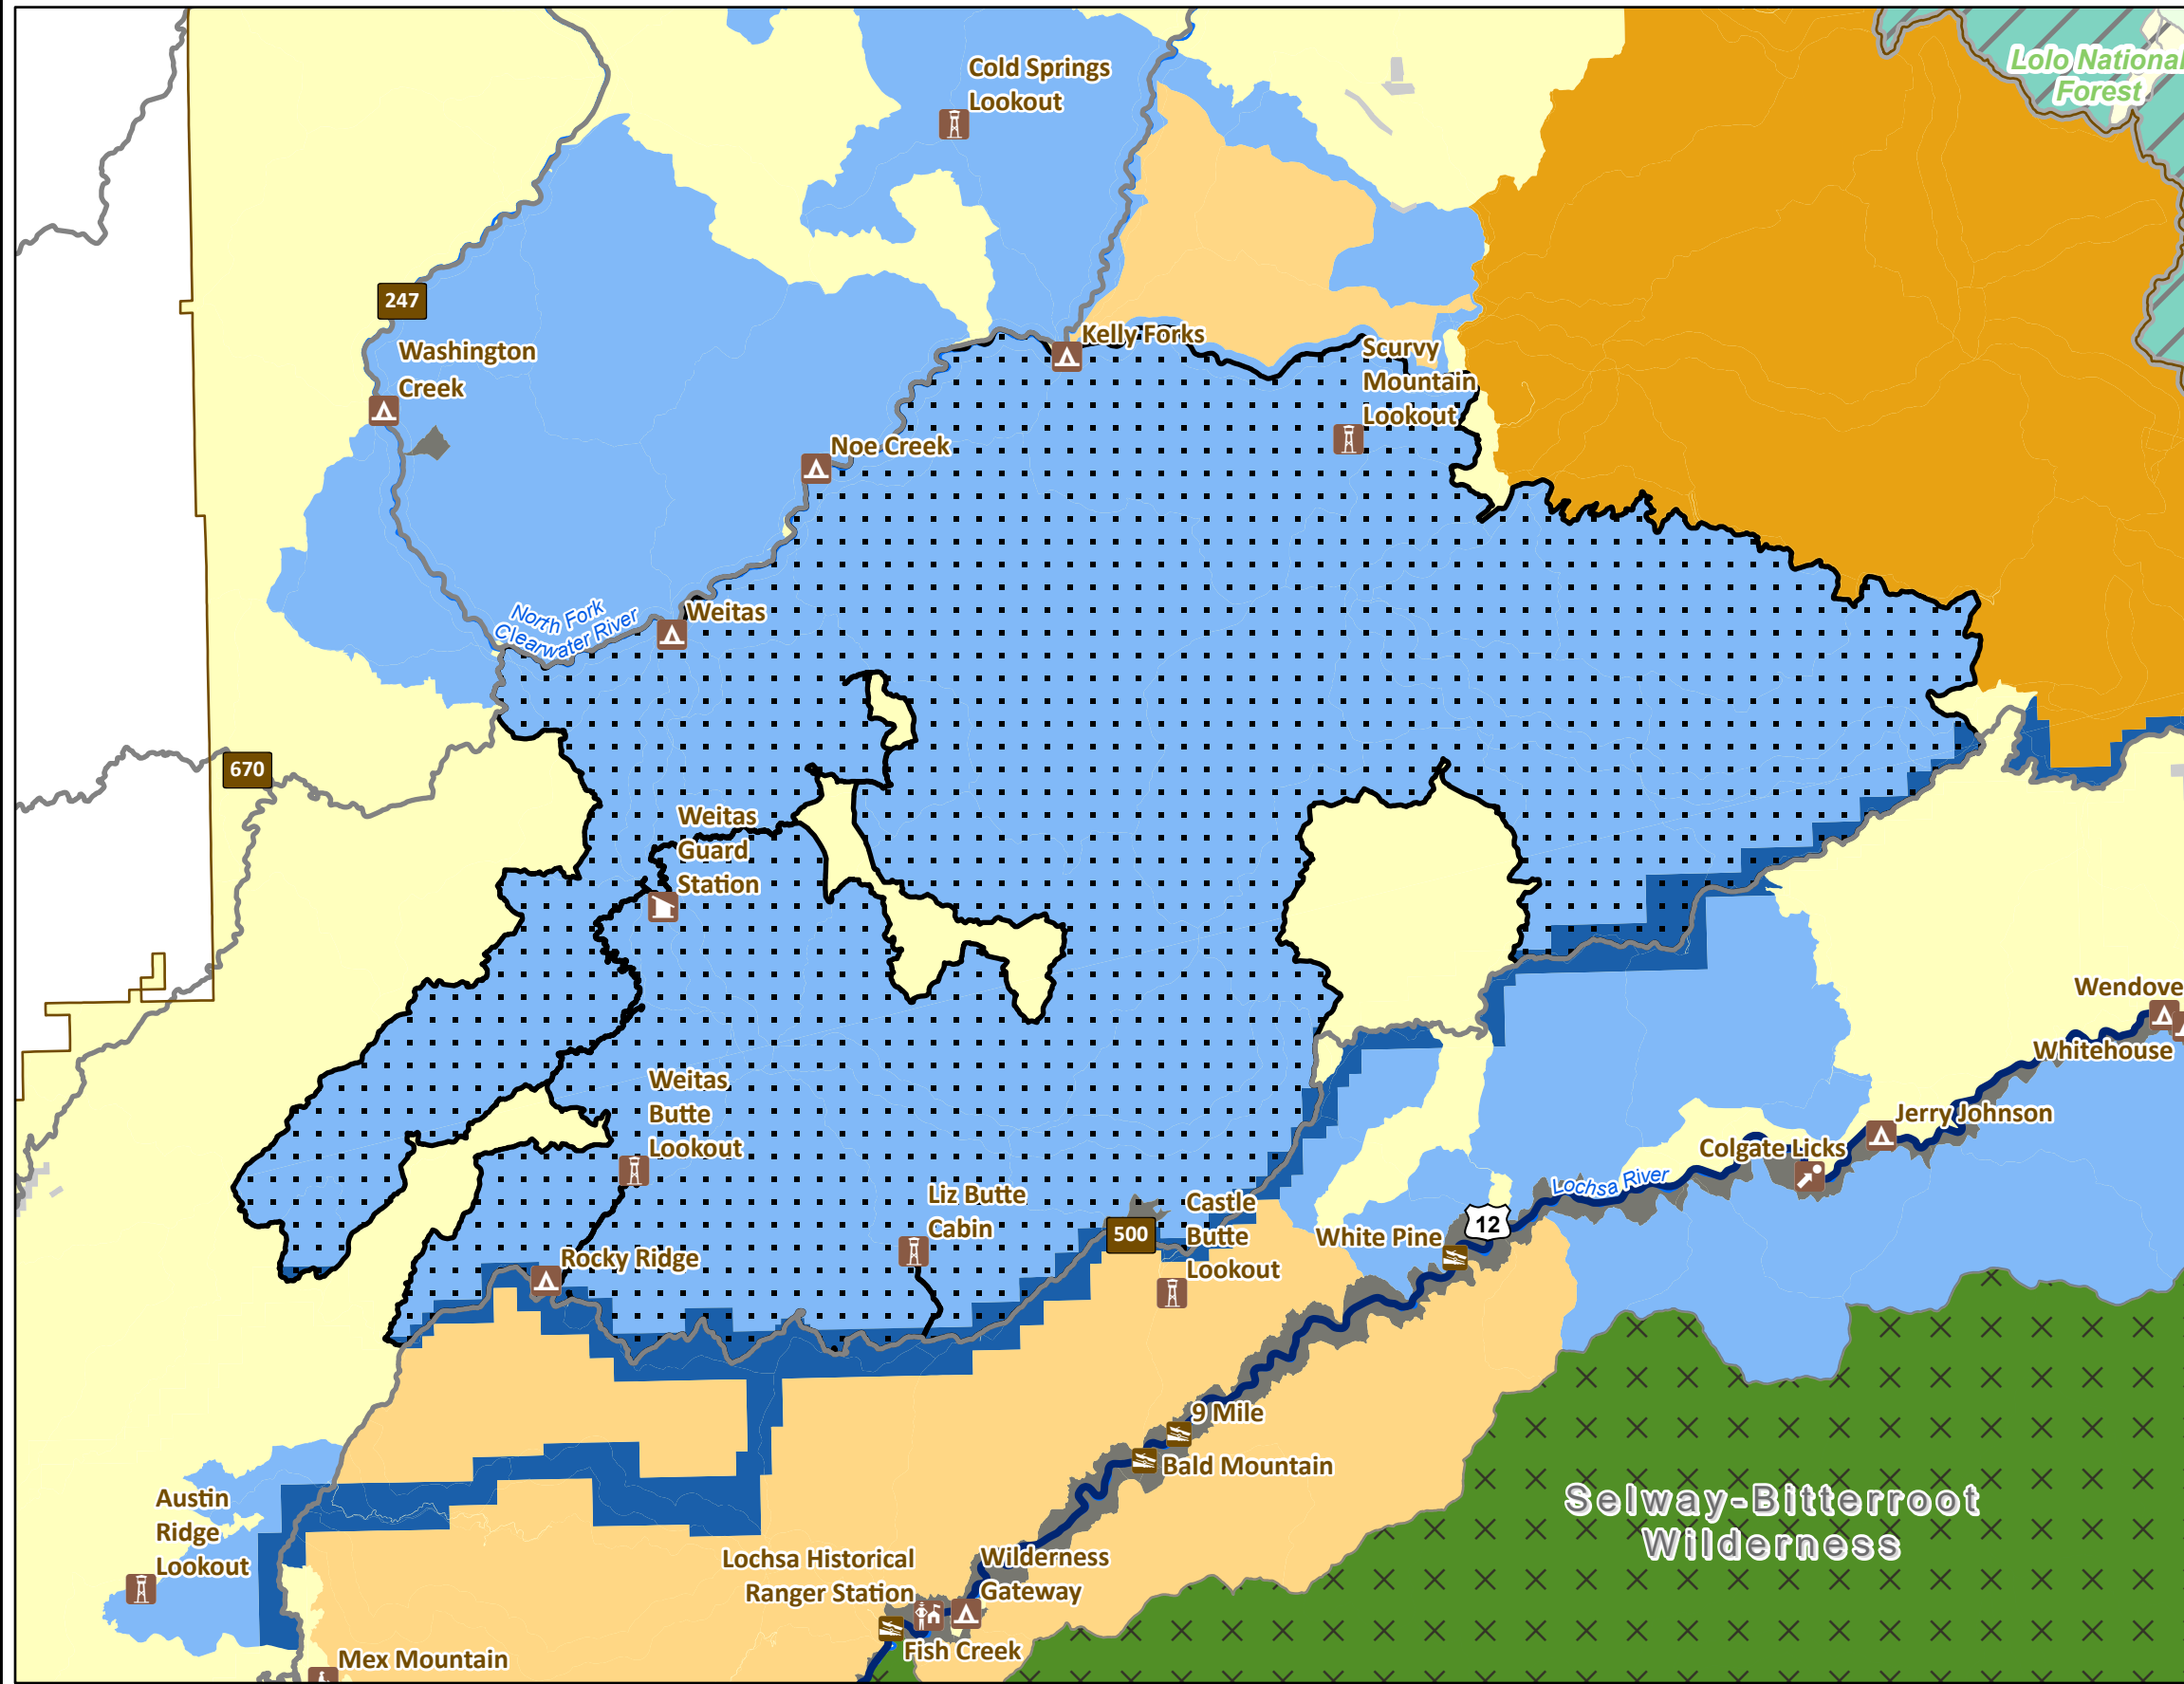 Lolo National
Forest
Cold Springs
Lookout
247
Washington
Creek
Kelly Forks
Scurvy
Mountain
Lookout
Noe Creek
North Fork
Clearwater River
Weitas
670
Weitas
Guard
Station
Wendove
Whitehouse
Weitas
Butte
Lookout
Jerry Johnson
Colgate Licks
Lochsa River
Liz Butte
Cabin
Castle
Butte
Lookout
500
12
White Pine
Rocky Ridge
9 Mile
Bald Mountain
Selway-Bitterroot
Wilderness
Austin
Ridge
Lookout
Lochsa Historical
Ranger Station
Wilderness
Gateway
Fish Creek
Mex Mountain